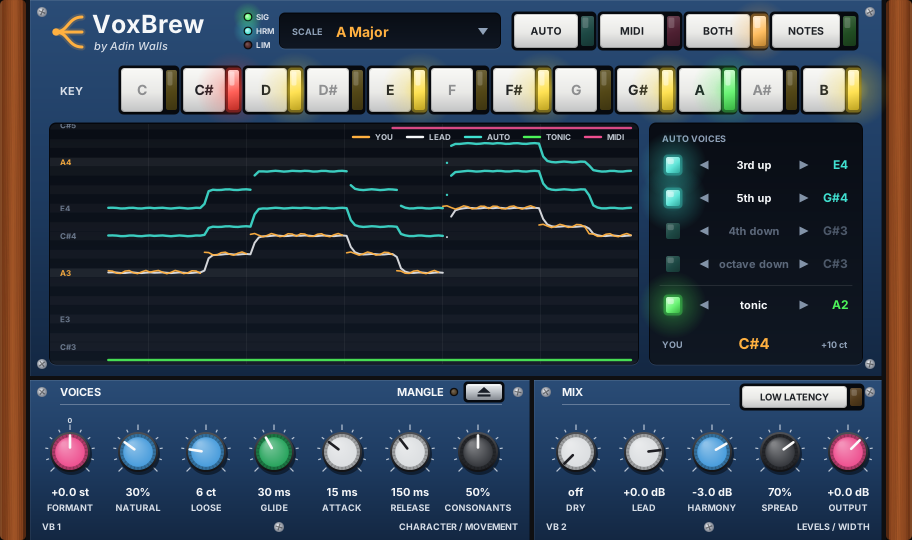 VoxBrew
by Adin Walls
SIG
HRM
LIM
SCALE A Major
AUTO MIDI BOTH NOTES
KEY C C# D D# E F F# G G# A A# B
C#5
YOU LEAD AUTO TONIC MIDI
A4
E4
C#4
A3
E3
C#3
AUTO VOICES
3rd up E4
5th up G#4
4th down G#3
octave down C#3
tonic A2
YOU C#4 +10 ct
VOICES MANGLE
0
+0.0 st 30% 6 ct 30 ms 15 ms 150 ms 50%
FORMANT NATURAL LOOSE GLIDE ATTACK RELEASE CONSONANTS
VB 1 CHARACTER / MOVEMENT
MIX LOW LATENCY
off +0.0 dB -3.0 dB 70% +0.0 dB
DRY LEAD HARMONY SPREAD OUTPUT
VB 2 LEVELS / WIDTH